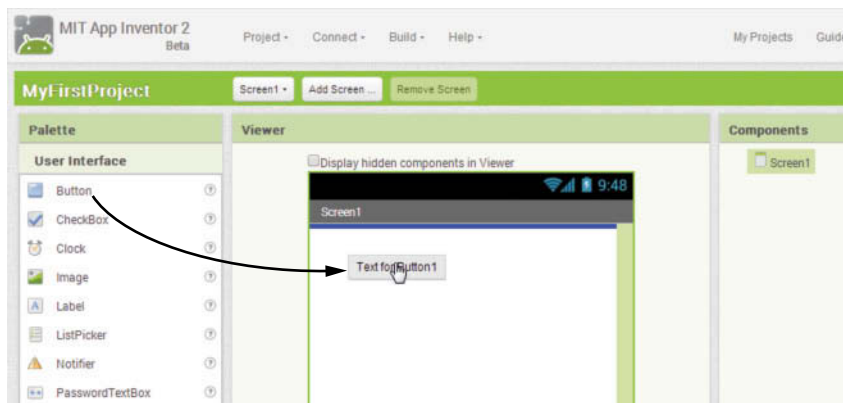 MIT App Inventor 2
Beta
Project Connect Build Help
My Projects
MyFirstProject
Screen1 Add Screen ... Remove Screen
Palette
Viewer
Components
User Interface
Display hidden components in Viewer
Screen1
9:48
Screen1
Button
CheckBox
Clock
Image
Label
ListPicker
Notifier
PasswordTextBox
Text for Button1